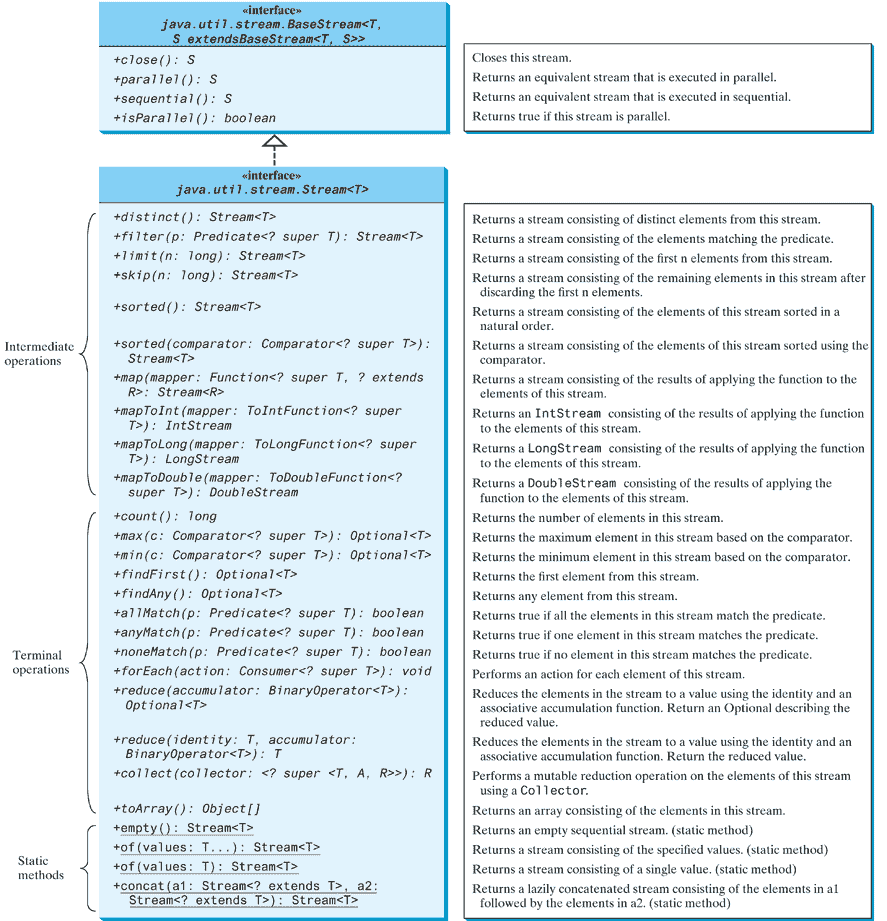 «interface»
java.util.stream.BaseStream<T,
S extendsBaseStream<T, S>>
+close(): S
+parallel(): S
+sequential(): S
+isParallel(): boolean
Closes this stream.
Returns an equivalent stream that is executed in parallel.
Returns an equivalent stream that is executed in sequential.
Returns true if this stream is parallel.
«interface»
java.util.stream.Stream<T>
Intermediate
operations
+distinct(): Stream<T>
+filter(p: Predicate<? super T): Stream<T>
+limit(n: long): Stream<T>
+skip(n: long): Stream<T>
+sorted(): Stream<T>
+sorted(comparator: Comparator<? super T>):
Stream<T>
+map(mapper: Function<? super T, ? extends
R>: Stream<R>
+mapToInt(mapper: ToIntFunction<? super
T>): IntStream
+mapToLong(mapper: ToLongFunction<? super
T>): LongStream
+mapToDouble(mapper: ToDoubleFunction<?
super T>): DoubleStream
Terminal
operations
+count(): long
+max(c: Comparator<? super T>): Optional<T>
+min(c: Comparator<? super T>): Optional<T>
+findFirst(): Optional<T>
+findAny(): Optional<T>
+allMatch(p: Predicate<? super T): boolean
+anyMatch(p: Predicate<? super T): boolean
+noneMatch(p: Predicate<? super T): boolean
+forEach(action: Consumer<? super T>): void
+reduce(accumulator: BinaryOperator<T>):
Optional<T>
+reduce(identity: T, accumulator:
BinaryOperator<T>): T
+collect(collector: <? super <T, A, R>>): R
+toArray(): Object[]
Static
methods
+empty(): Stream<T>
+of(values: T...): Stream<T>
+of(values: T): Stream<T>
+concat(a1: Stream<? extends T>, a2:
Stream<? extends T>): Stream<T>
Returns a stream consisting of distinct elements from this stream.
Returns a stream consisting of the elements matching the predicate.
Returns a stream consisting of the first n elements from this stream.
Returns a stream consisting of the remaining elements in this stream after
discarding the first n elements.
Returns a stream consisting of the elements of this stream sorted in a
natural order.
Returns a stream consisting of the elements of this stream sorted using the
comparator.
Returns a stream consisting of the results of applying the function to the
elements of this stream.
Returns an IntStream consisting of the results of applying the function
to the elements of this stream.
Returns a LongStream consisting of the results of applying the function
to the elements of this stream.
Returns a DoubleStream consisting of the results of applying the
function to the elements of this stream.
Returns the number of elements in this stream.
Returns the maximum element in this stream based on the comparator.
Returns the minimum element in this stream based on the comparator.
Returns the first element from this stream.
Returns any element from this stream.
Returns true if all the elements in this stream match the predicate.
Returns true if one element in this stream matches the predicate.
Returns true if no element in this stream matches the predicate.
Performs an action for each element of this stream.
Reduces the elements in the stream to a value using the identity and an
associative accumulation function. Return an Optional describing the
reduced value.
Reduces the elements in the stream to a value using the identity and an
associative accumulation function. Return the reduced value.
Performs a mutable reduction operation on the elements of this stream
using a Collector.
Returns an array consisting of the elements in this stream.
Returns an empty sequential stream. (static method)
Returns a stream consisting of the specified values. (static method)
Returns a stream consisting of a single value. (static method)
Returns a lazily concatenated stream consisting of the elements in a1
followed by the elements in a2. (static method)